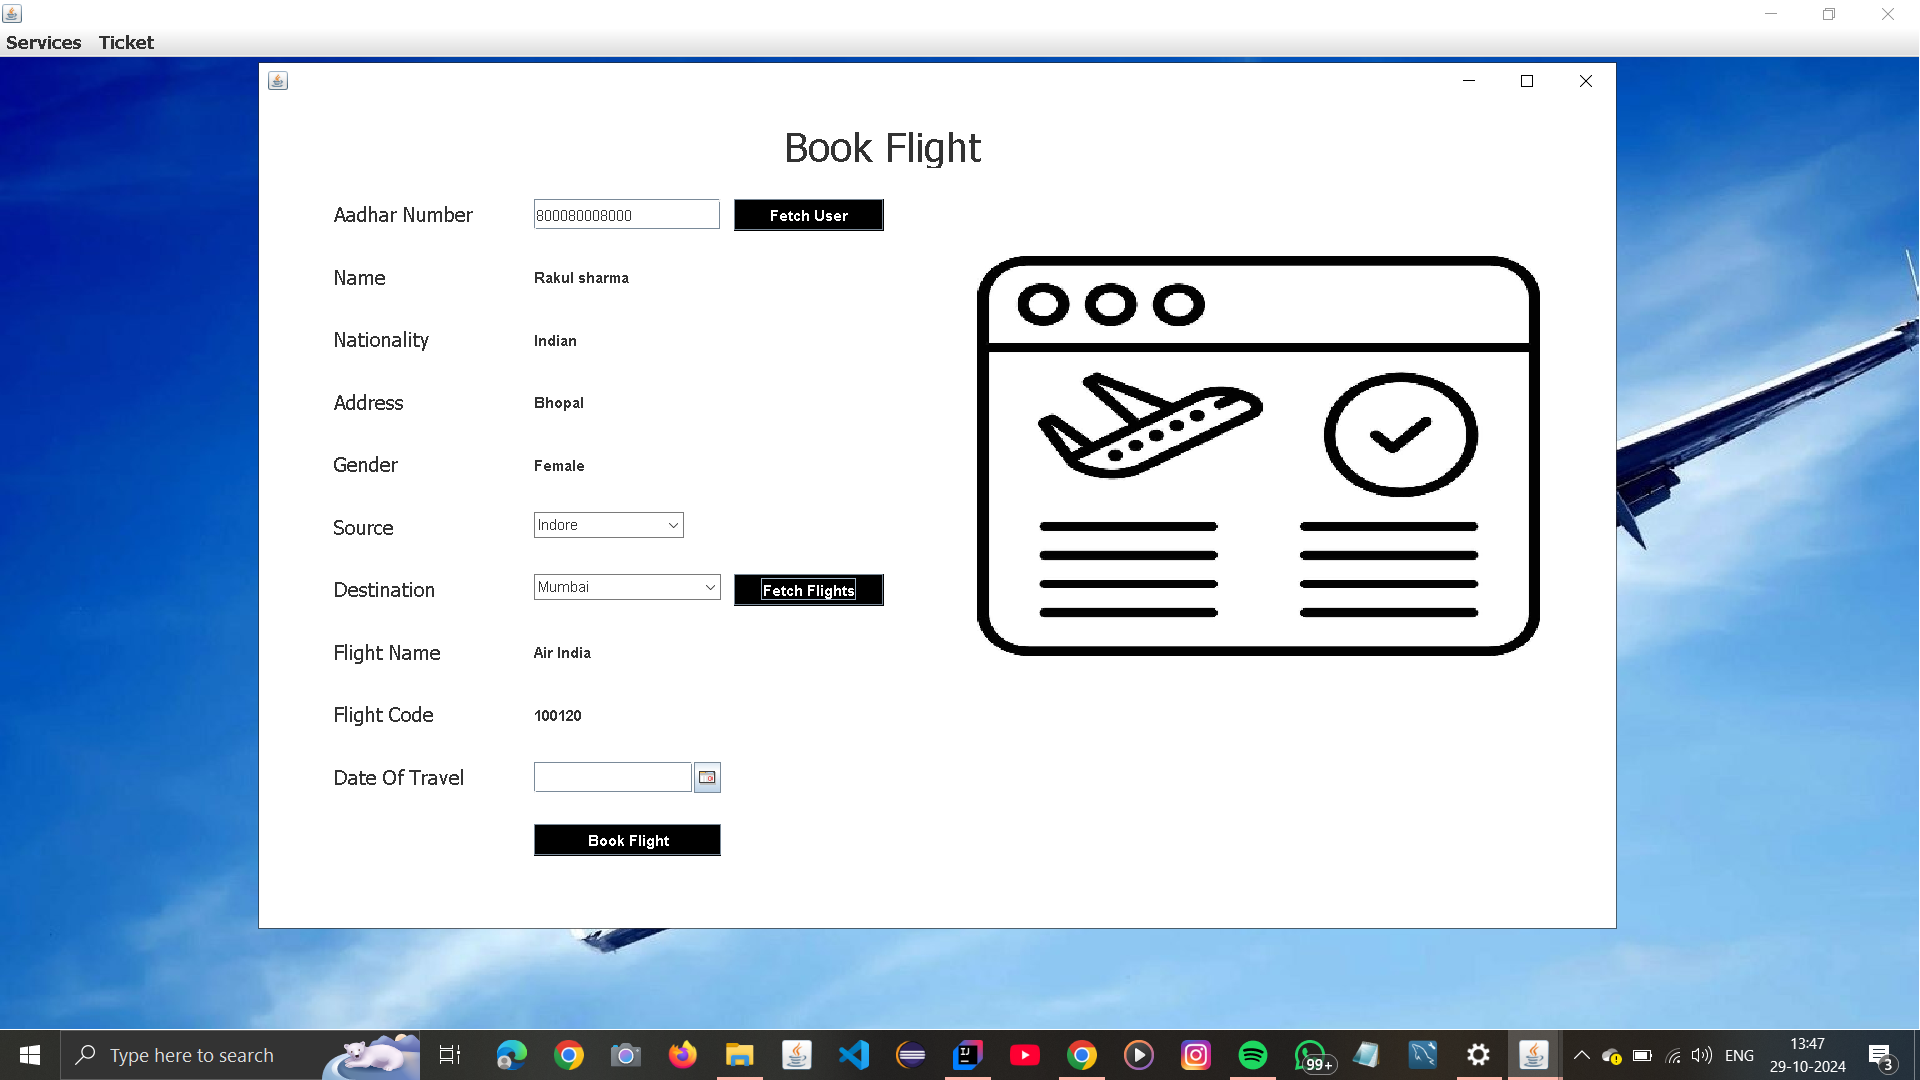 Services Ticket
Book Flight
Aadhar Number 800080008000 Fetch User
Name Rakul sharma
Nationality Indian
Address Bhopal
Gender Female
Source Indore
Destination Mumbai Fetch Flights
Flight Name Air India
Flight Code 100120
Date Of Travel
Book Flight
Type here to search
IJ
99+
ENG
13:47
29-10-2024
3